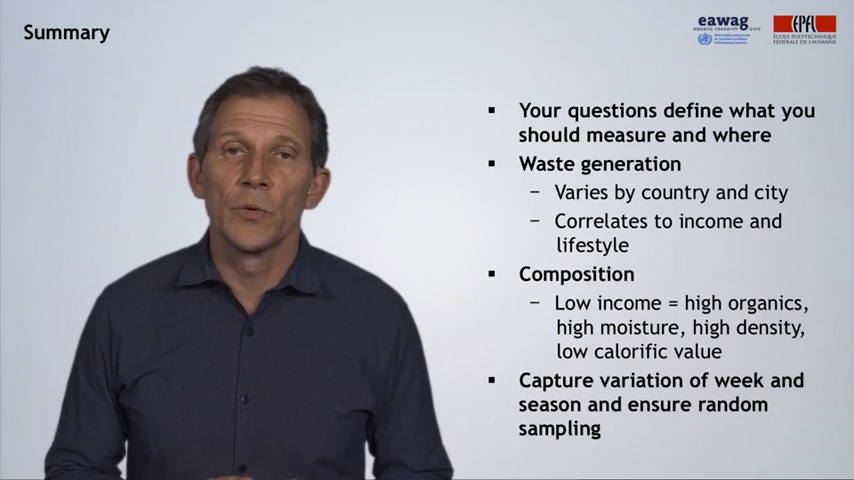 Summary
eawag
aquatic research
EPFL
ECOLE POLYTECHNIQUE
FÉDÉRALE DE LAUSANNE
▪ Your questions define what you
should measure and where
▪ Waste generation
− Varies by country and city
− Correlates to income and
lifestyle
▪ Composition
− Low income = high organics,
high moisture, high density,
low calorific value
▪ Capture variation of week and
season and ensure random
sampling